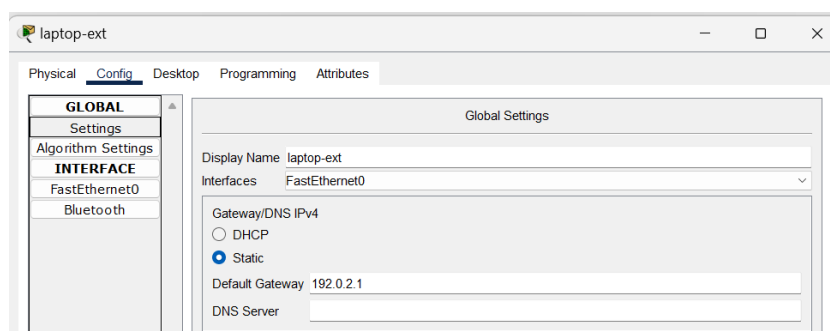 laptop-ext
Physical Config Desktop Programming Attributes
GLOBAL
Settings
Algorithm Settings
INTERFACE
FastEthernet0
Bluetooth
Global Settings
Display Name laptop-ext
Interfaces FastEthernet0
Gateway/DNS IPv4
DHCP
Static
Default Gateway 192.0.2.1
DNS Server